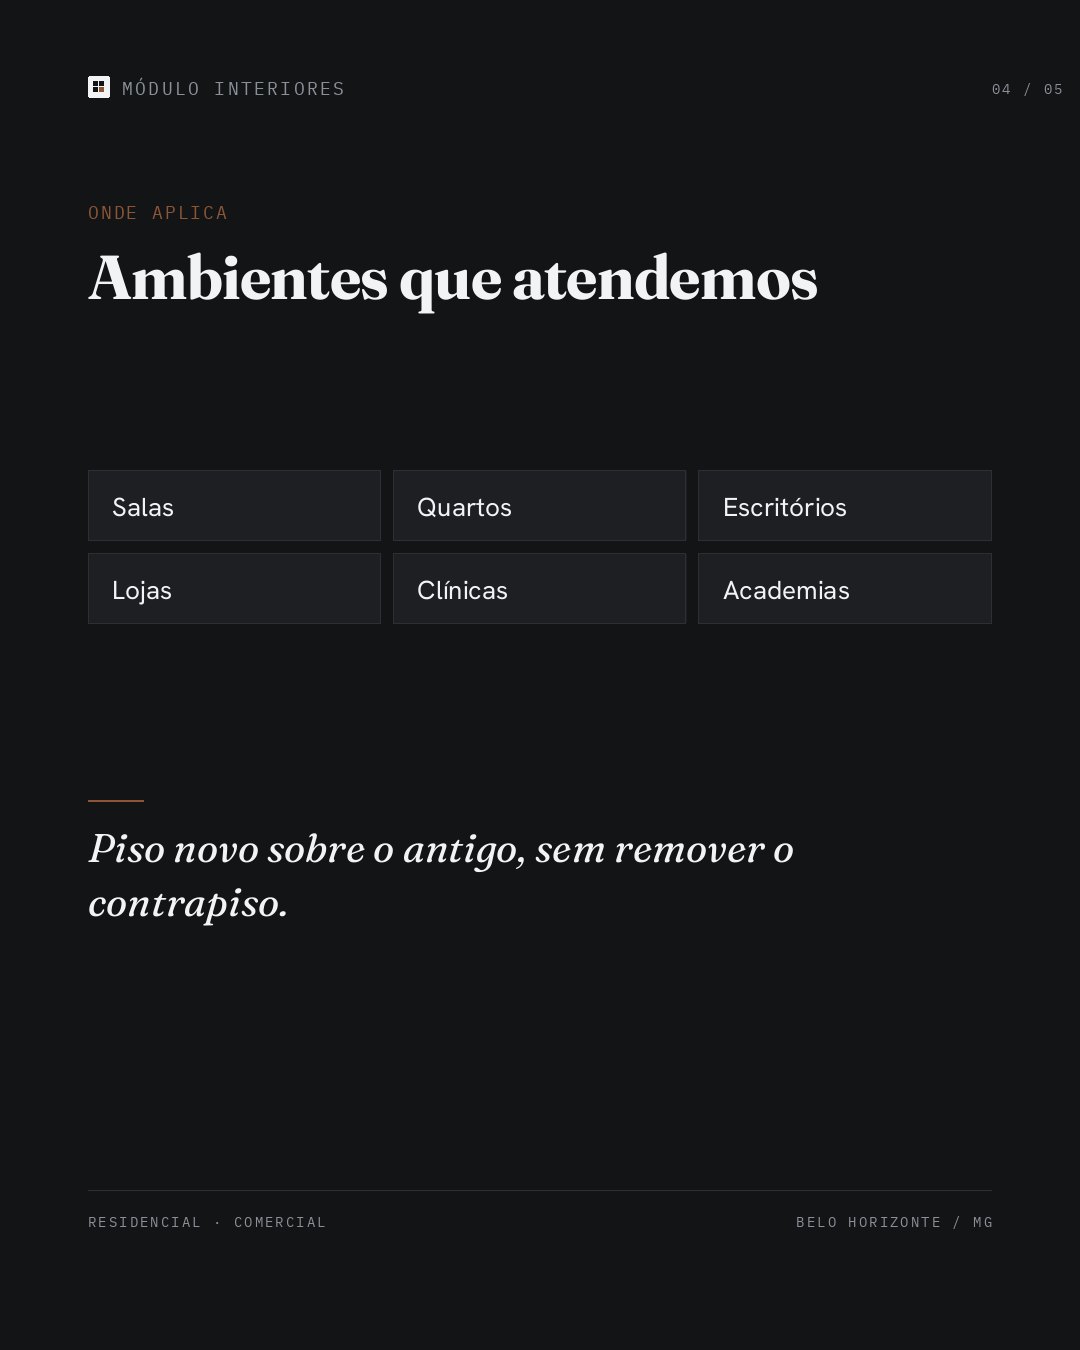 MÓDULO INTERIORES
04 / 05
ONDE APLICA
Ambientes que atendemos
Salas
Quartos
Escritórios
Lojas
Clínicas
Academias
Piso novo sobre o antigo, sem remover o
contrapiso.
RESIDENCIAL · COMERCIAL
BELO HORIZONTE / MG